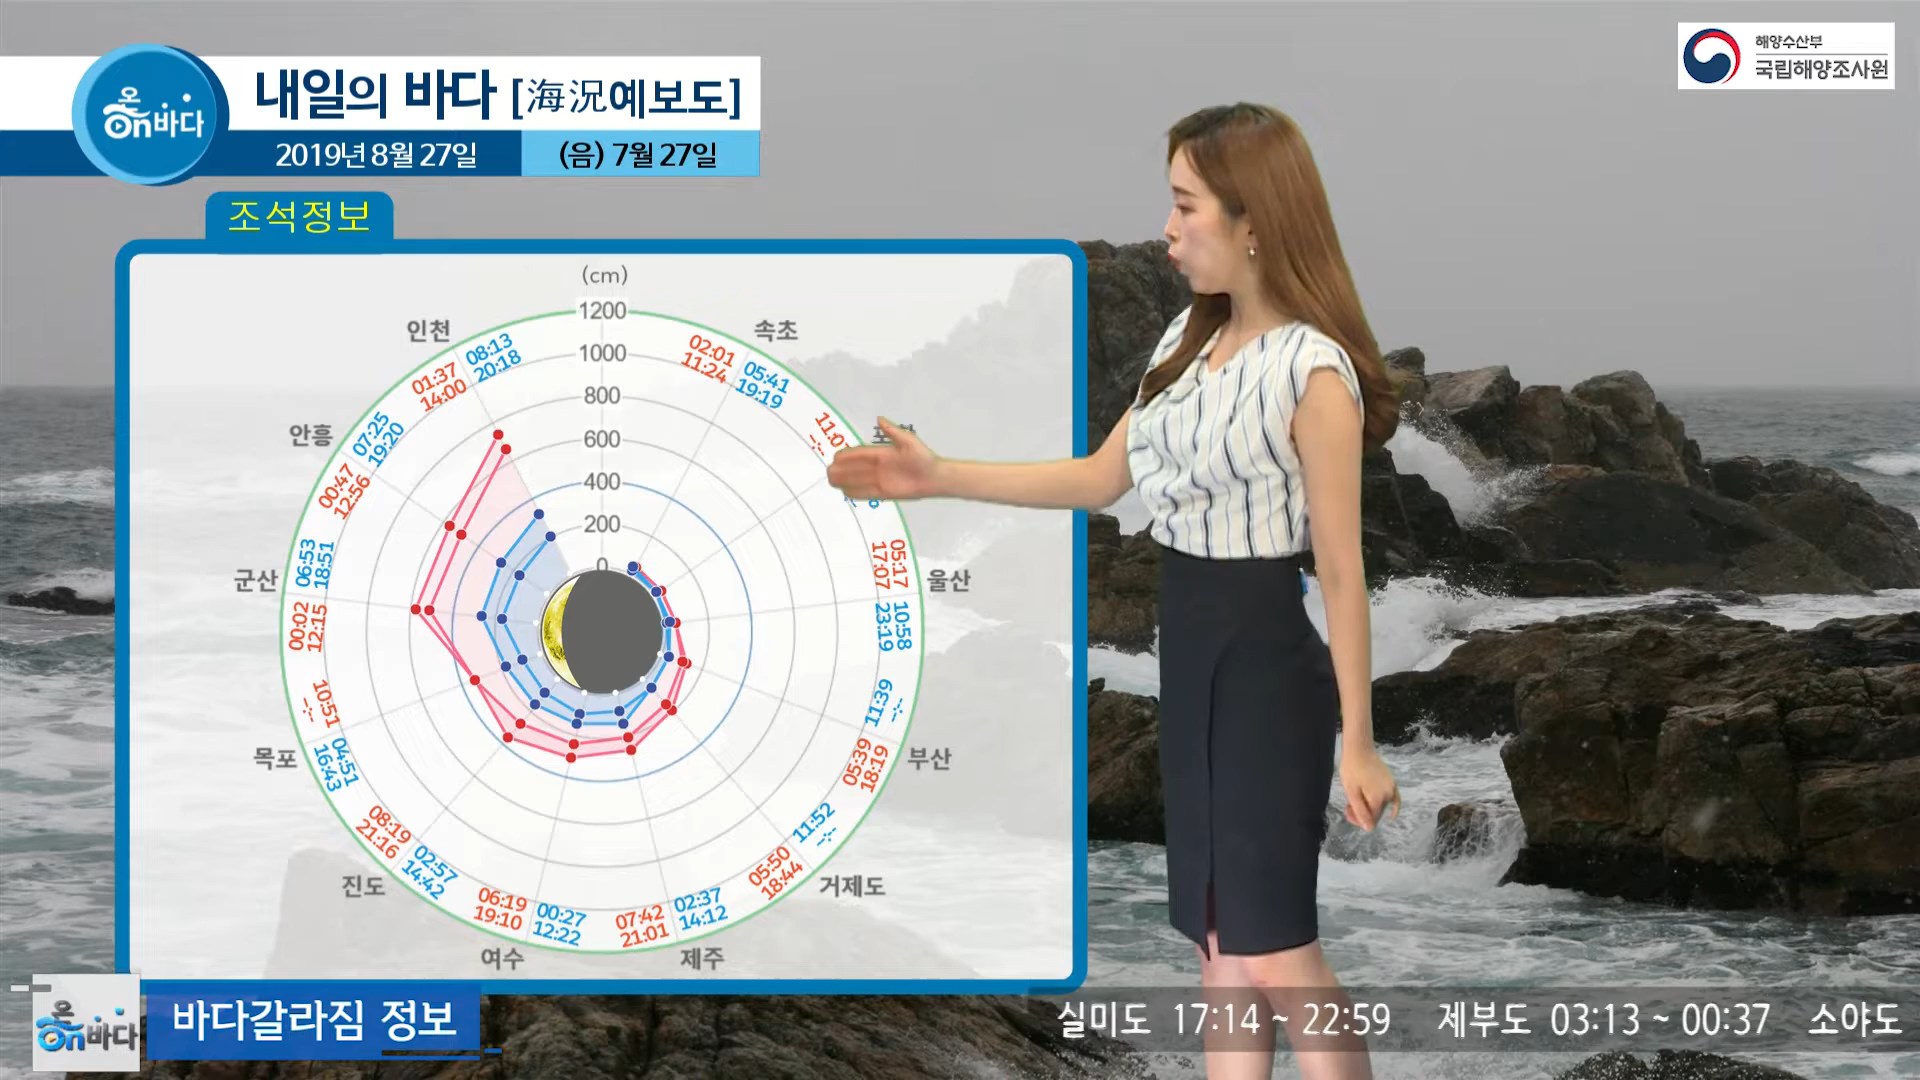 온
On바다
내일의 바다 [海況예보도]
2019년 8월 27일
(음) 7월 27일
해양수산부
국립해양조사원
조석정보
(cm)
1200
1000
800
600
400
200
0
인천
01:37
14:00
08:13
20:18
속초
02:01
11:24
05:41
19:19
안흥
00:47
12:56
07:25
19:20
-:-
군산
00:02
12:15
06:53
18:51
울산
05:17
17:07
10:58
23:19
목포
10:51
-:-
04:51
16:43
부산
05:39
18:19
11:39
-:-
진도
08:19
21:16
02:57
14:42
거제도
05:50
18:44
11:52
-:-
여수
06:19
19:10
00:27
12:22
제주
07:42
21:01
02:37
14:12
온
On바다
바다갈라짐 정보
실미도 17:14 ~ 22:59 제부도 03:13 ~ 00:37 소야도